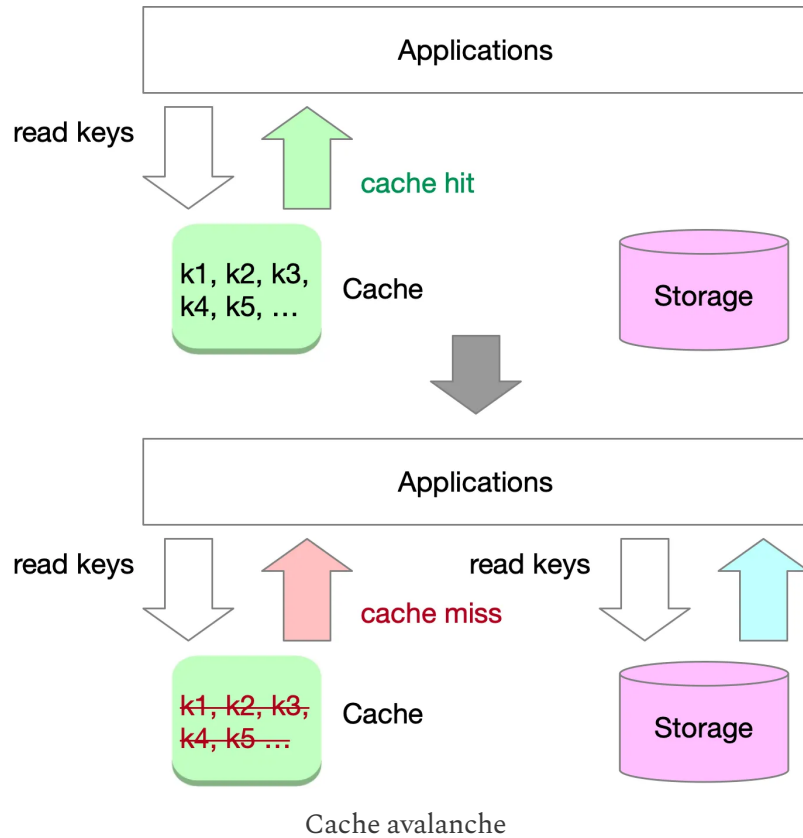 Applications
read keys
cache hit
k1, k2, k3,
k4, k5, …
Cache
Storage
Applications
read keys
cache miss
read keys
k1, k2, k3,
k4, k5 …
Cache
Storage
Cache avalanche